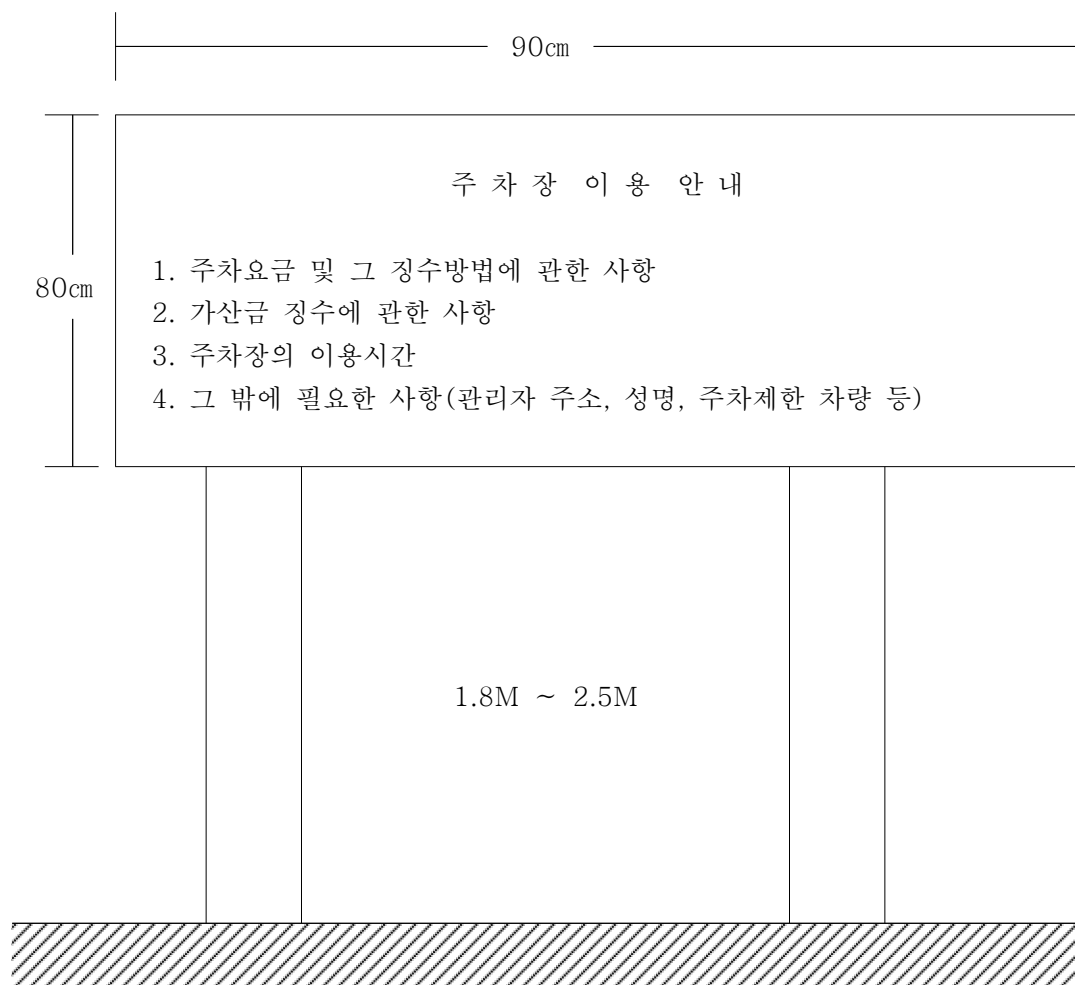 90㎝
주 차 장 이 용 안 내
80㎝
1. 주차요금 및 그 징수방법에 관한 사항
2. 가산금 징수에 관한 사항
3. 주차장의 이용시간
4. 그 밖에 필요한 사항(관리자 주소, 성명, 주차제한 차량 등)
1.8M ~ 2.5M